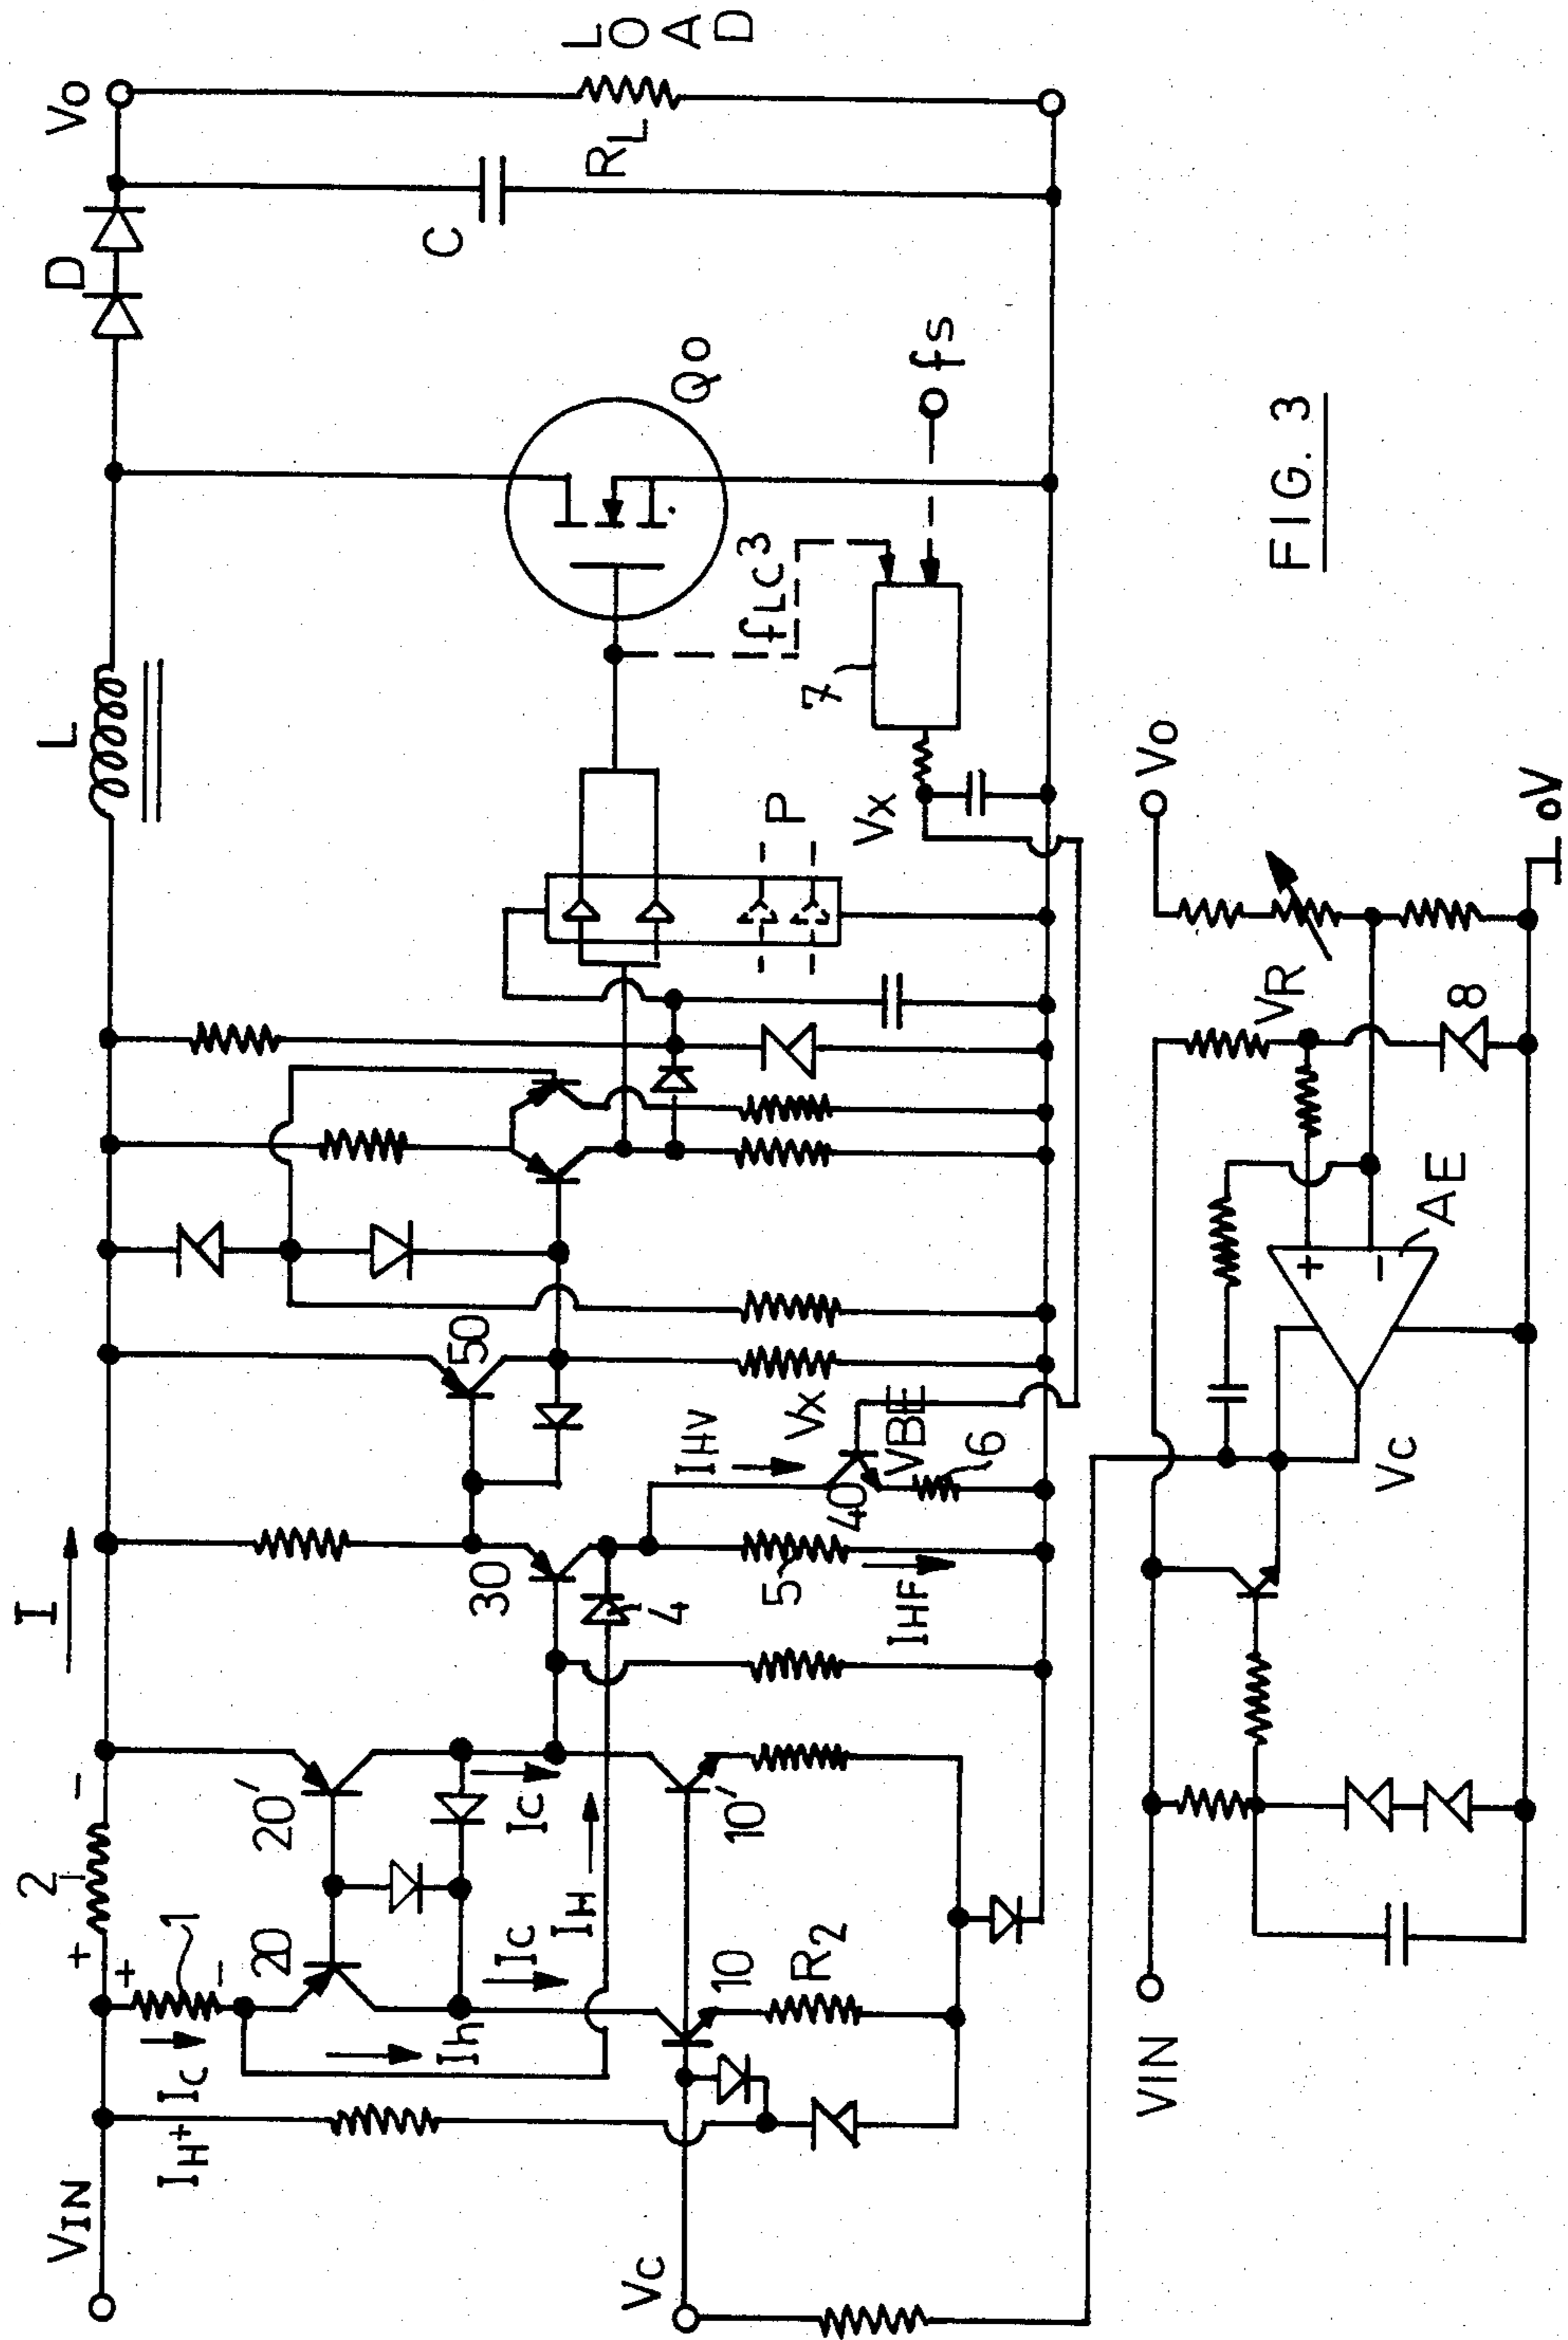 VIN
IH+ IC
+
1
-
+
2
-
I
L
D
VO
20
20'
Ih
IC
IC
IH
10
10'
R2
VC
30
4
5
IHF
50
IHV
VX
40
VBE
6
P
VX
7
fLC3
fS
QO
C
RL
LOAD
VIN
VC
AE
+
-
VR
8
VO
OV
FIG. 3